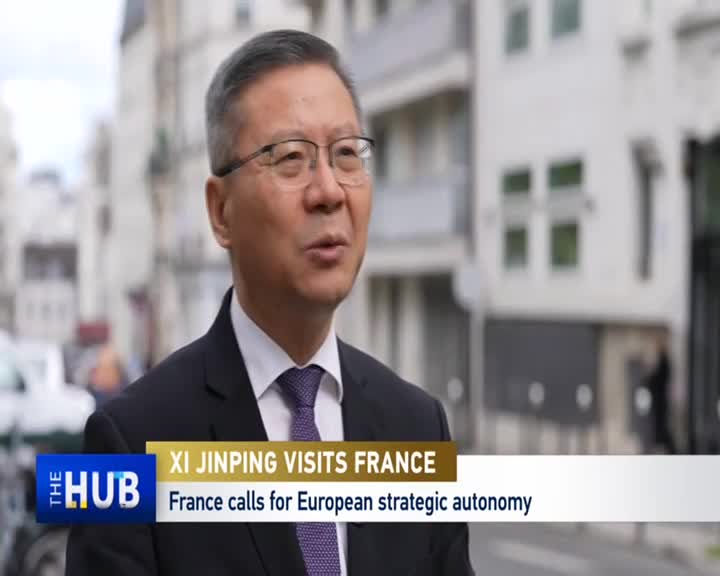 XI JINPING VISITS FRANCE
THE HUB
France calls for European strategic autonomy